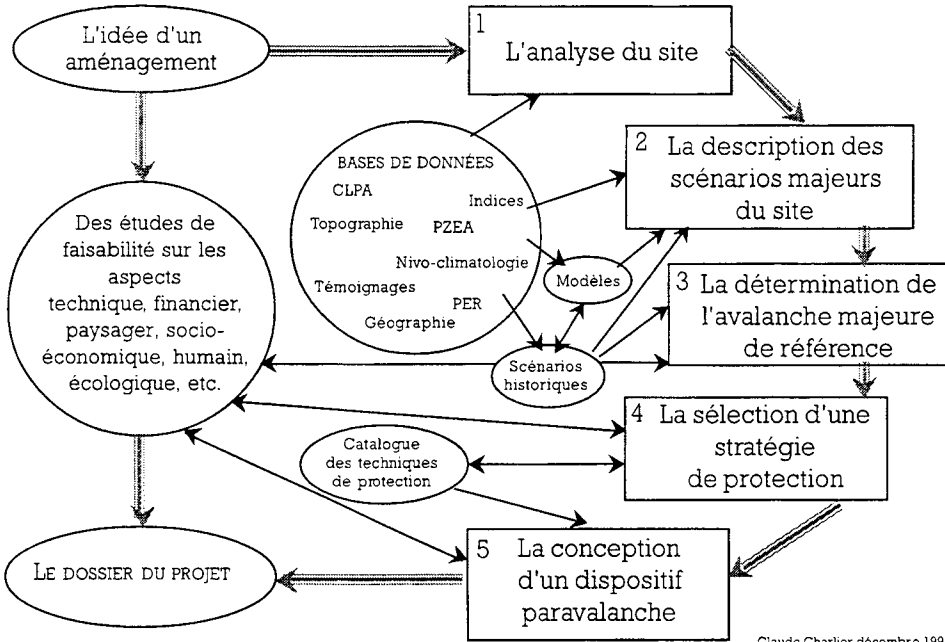 L'idée d'un
aménagement
1
L'analyse du site
BASES DE DONNÉES
CLPA
Indices
Topographie
PZEA
Nivo-climatologie
Témoignages
PER
Géographie
2
La description des
scénarios majeurs
du site
Des études de
faisabilité sur les
aspects
technique, financier,
paysager, socio-
économique, humain,
écologique, etc.
Modèles
3
La détermination de
l'avalanche majeure
de référence
Scénarios
historiques
4
La sélection d'une
stratégie
de protection
Catalogue
des techniques
de protection
5
La conception
d'un dispositif
paravalanche
LE DOSSIER DU PROJET
Claude Charlier décembre 199